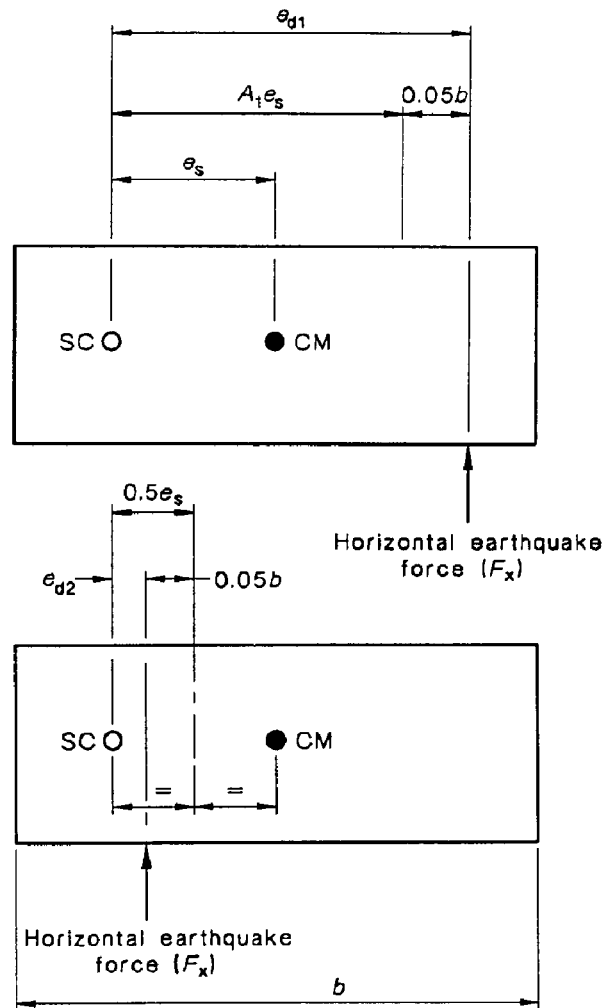 e_d1
A_t e_s
0.05b
e_s
SC
CM
Horizontal earthquake
force (F_x)
0.5e_s
e_d2
0.05b
SC
CM
= =
Horizontal earthquake
force (F_x)
b